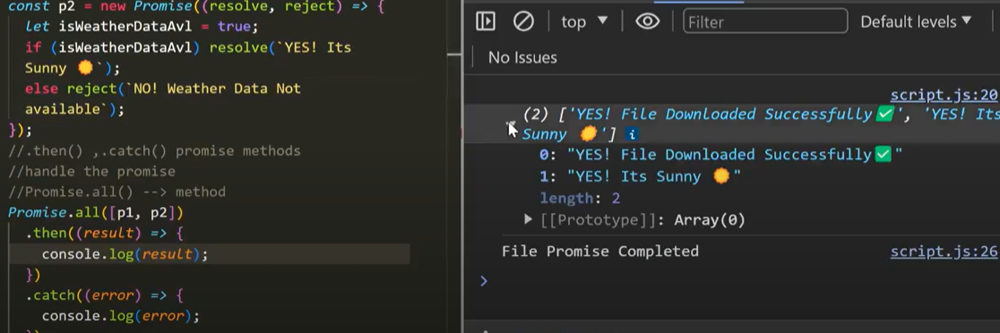 const p2 = new Promise((resolve, reject) => {
let isWeatherDataAvl = true;
if (isWeatherDataAvl) resolve(`YES! Its
Sunny 🌞`);
else reject(`NO! Weather Data Not
available`);
});
//.then() ,.catch() promise methods
//handle the promise
//Promise.all() --> method
Promise.all([p1, p2])
.then((result) => {
console.log(result);
})
.catch((error) => {
console.log(error);
top
Filter
Default levels
No Issues
script.js:20
(2) ['YES! File Downloaded Successfully✅', 'YES! Its
Sunny 🌞'] i
0: "YES! File Downloaded Successfully✅"
1: "YES! Its Sunny 🌞"
length: 2
[[Prototype]]: Array(0)
File Promise Completed script.js:26